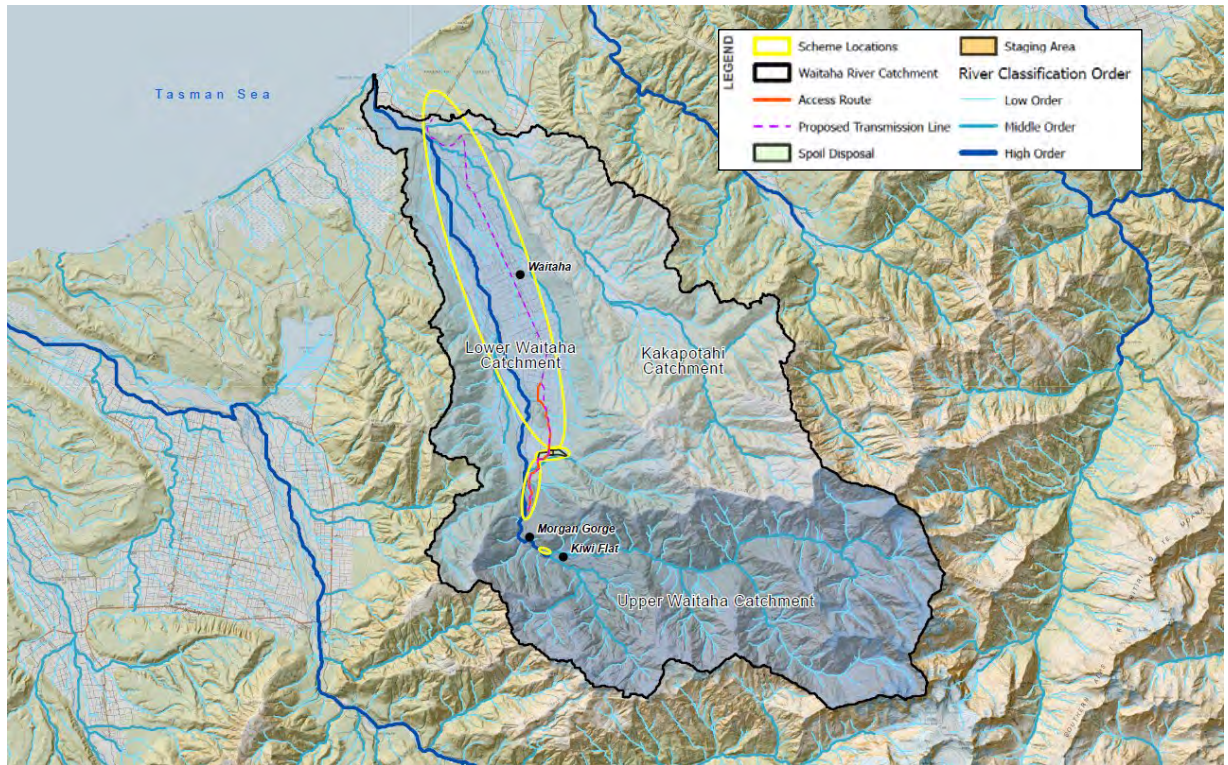 LEGEND
Scheme Locations
Waitaha River Catchment
Access Route
Proposed Transmission Line
Spoil Disposal
Staging Area
River Classification Order
Low Order
Middle Order
High Order
Tasman Sea
Waitaha
Lower Waitaha
Catchment
Kakapotahi
Catchment
Morgan Gorge
Kiwi Flat
Upper Waitaha Catchment